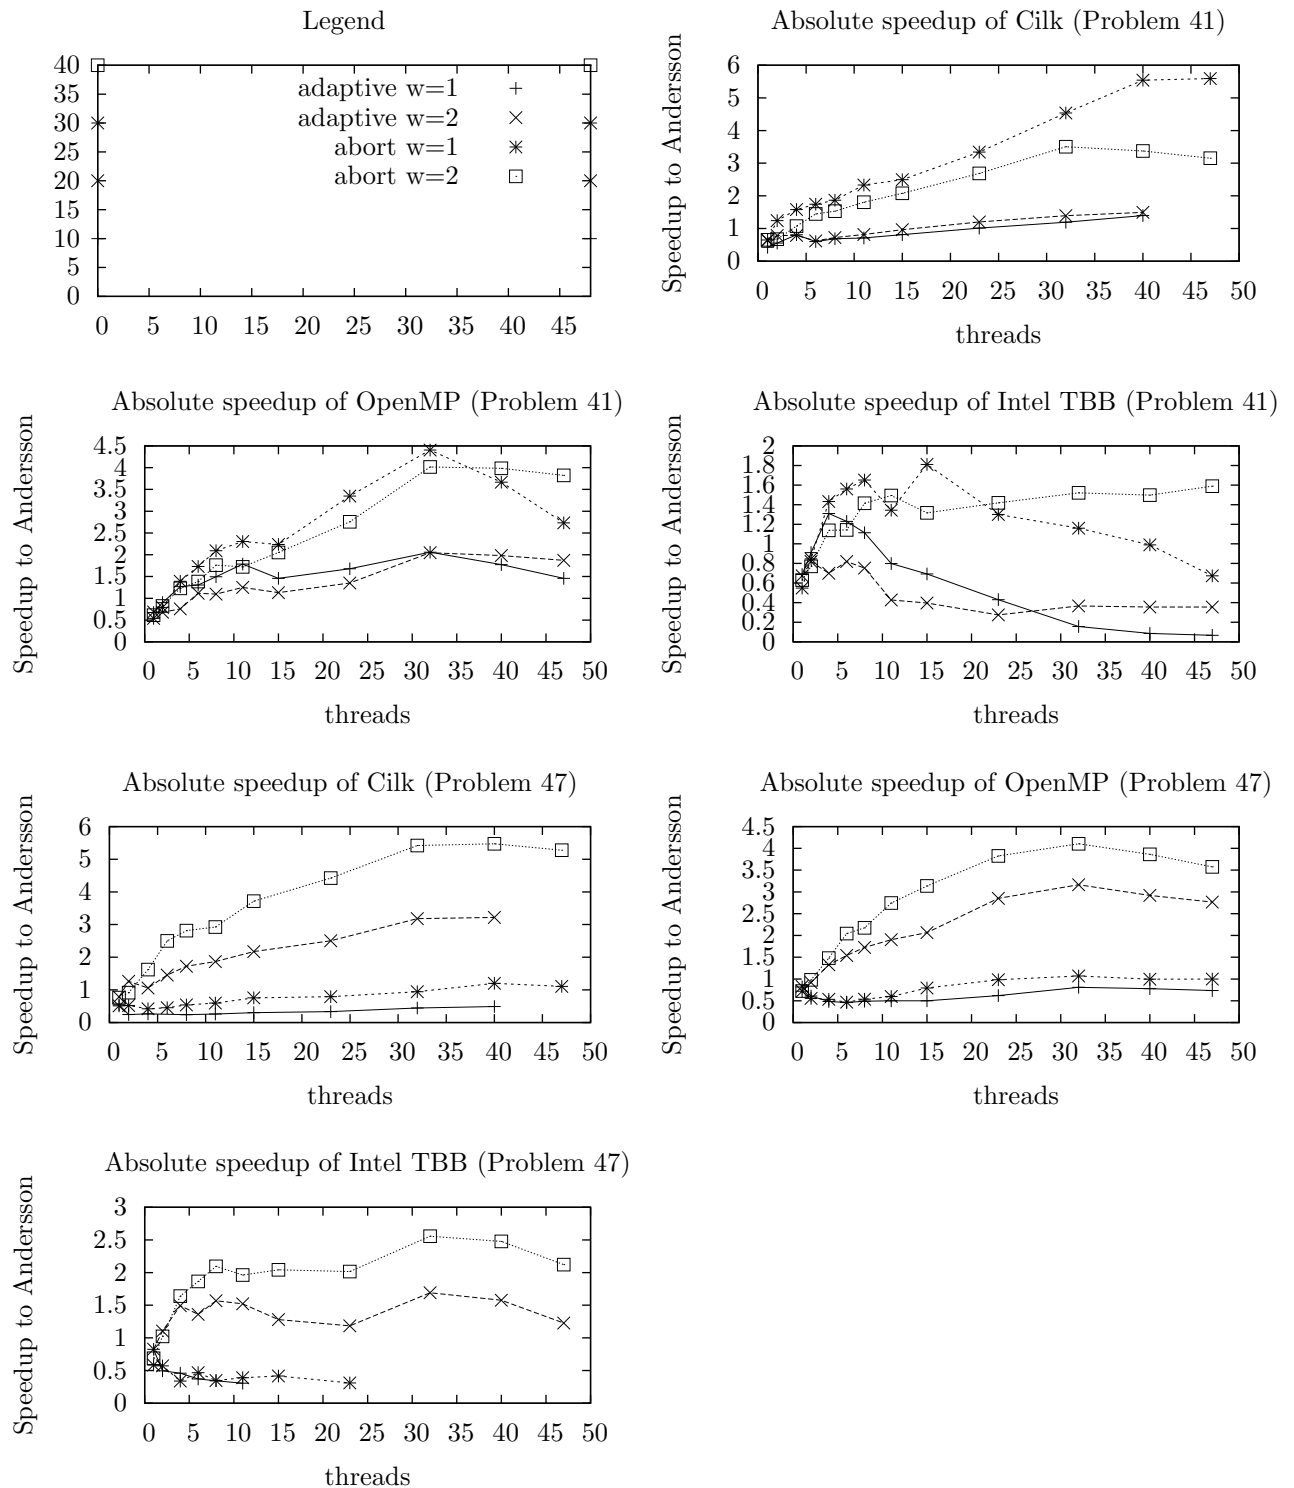 Legend
40
35
30
25
20
15
10
5
0
adaptive w=1
adaptive w=2
abort w=1
abort w=2
0 5 10 15 20 25 30 35 40 45
Absolute speedup of Cilk (Problem 41)
Speedup to Andersson
6
5
4
3
2
1
0
0 5 10 15 20 25 30 35 40 45 50
threads
Absolute speedup of OpenMP (Problem 41)
Speedup to Andersson
4.5
4
3.5
3
2.5
2
1.5
1
0.5
0
0 5 10 15 20 25 30 35 40 45 50
threads
Absolute speedup of Intel TBB (Problem 41)
Speedup to Andersson
2
1.8
1.6
1.4
1.2
1
0.8
0.6
0.4
0.2
0
0 5 10 15 20 25 30 35 40 45 50
threads
Absolute speedup of Cilk (Problem 47)
Speedup to Andersson
6
5
4
3
2
1
0
0 5 10 15 20 25 30 35 40 45 50
threads
Absolute speedup of OpenMP (Problem 47)
Speedup to Andersson
4.5
4
3.5
3
2.5
2
1.5
1
0.5
0
0 5 10 15 20 25 30 35 40 45 50
threads
Absolute speedup of Intel TBB (Problem 47)
Speedup to Andersson
3
2.5
2
1.5
1
0.5
0
0 5 10 15 20 25 30 35 40 45 50
threads